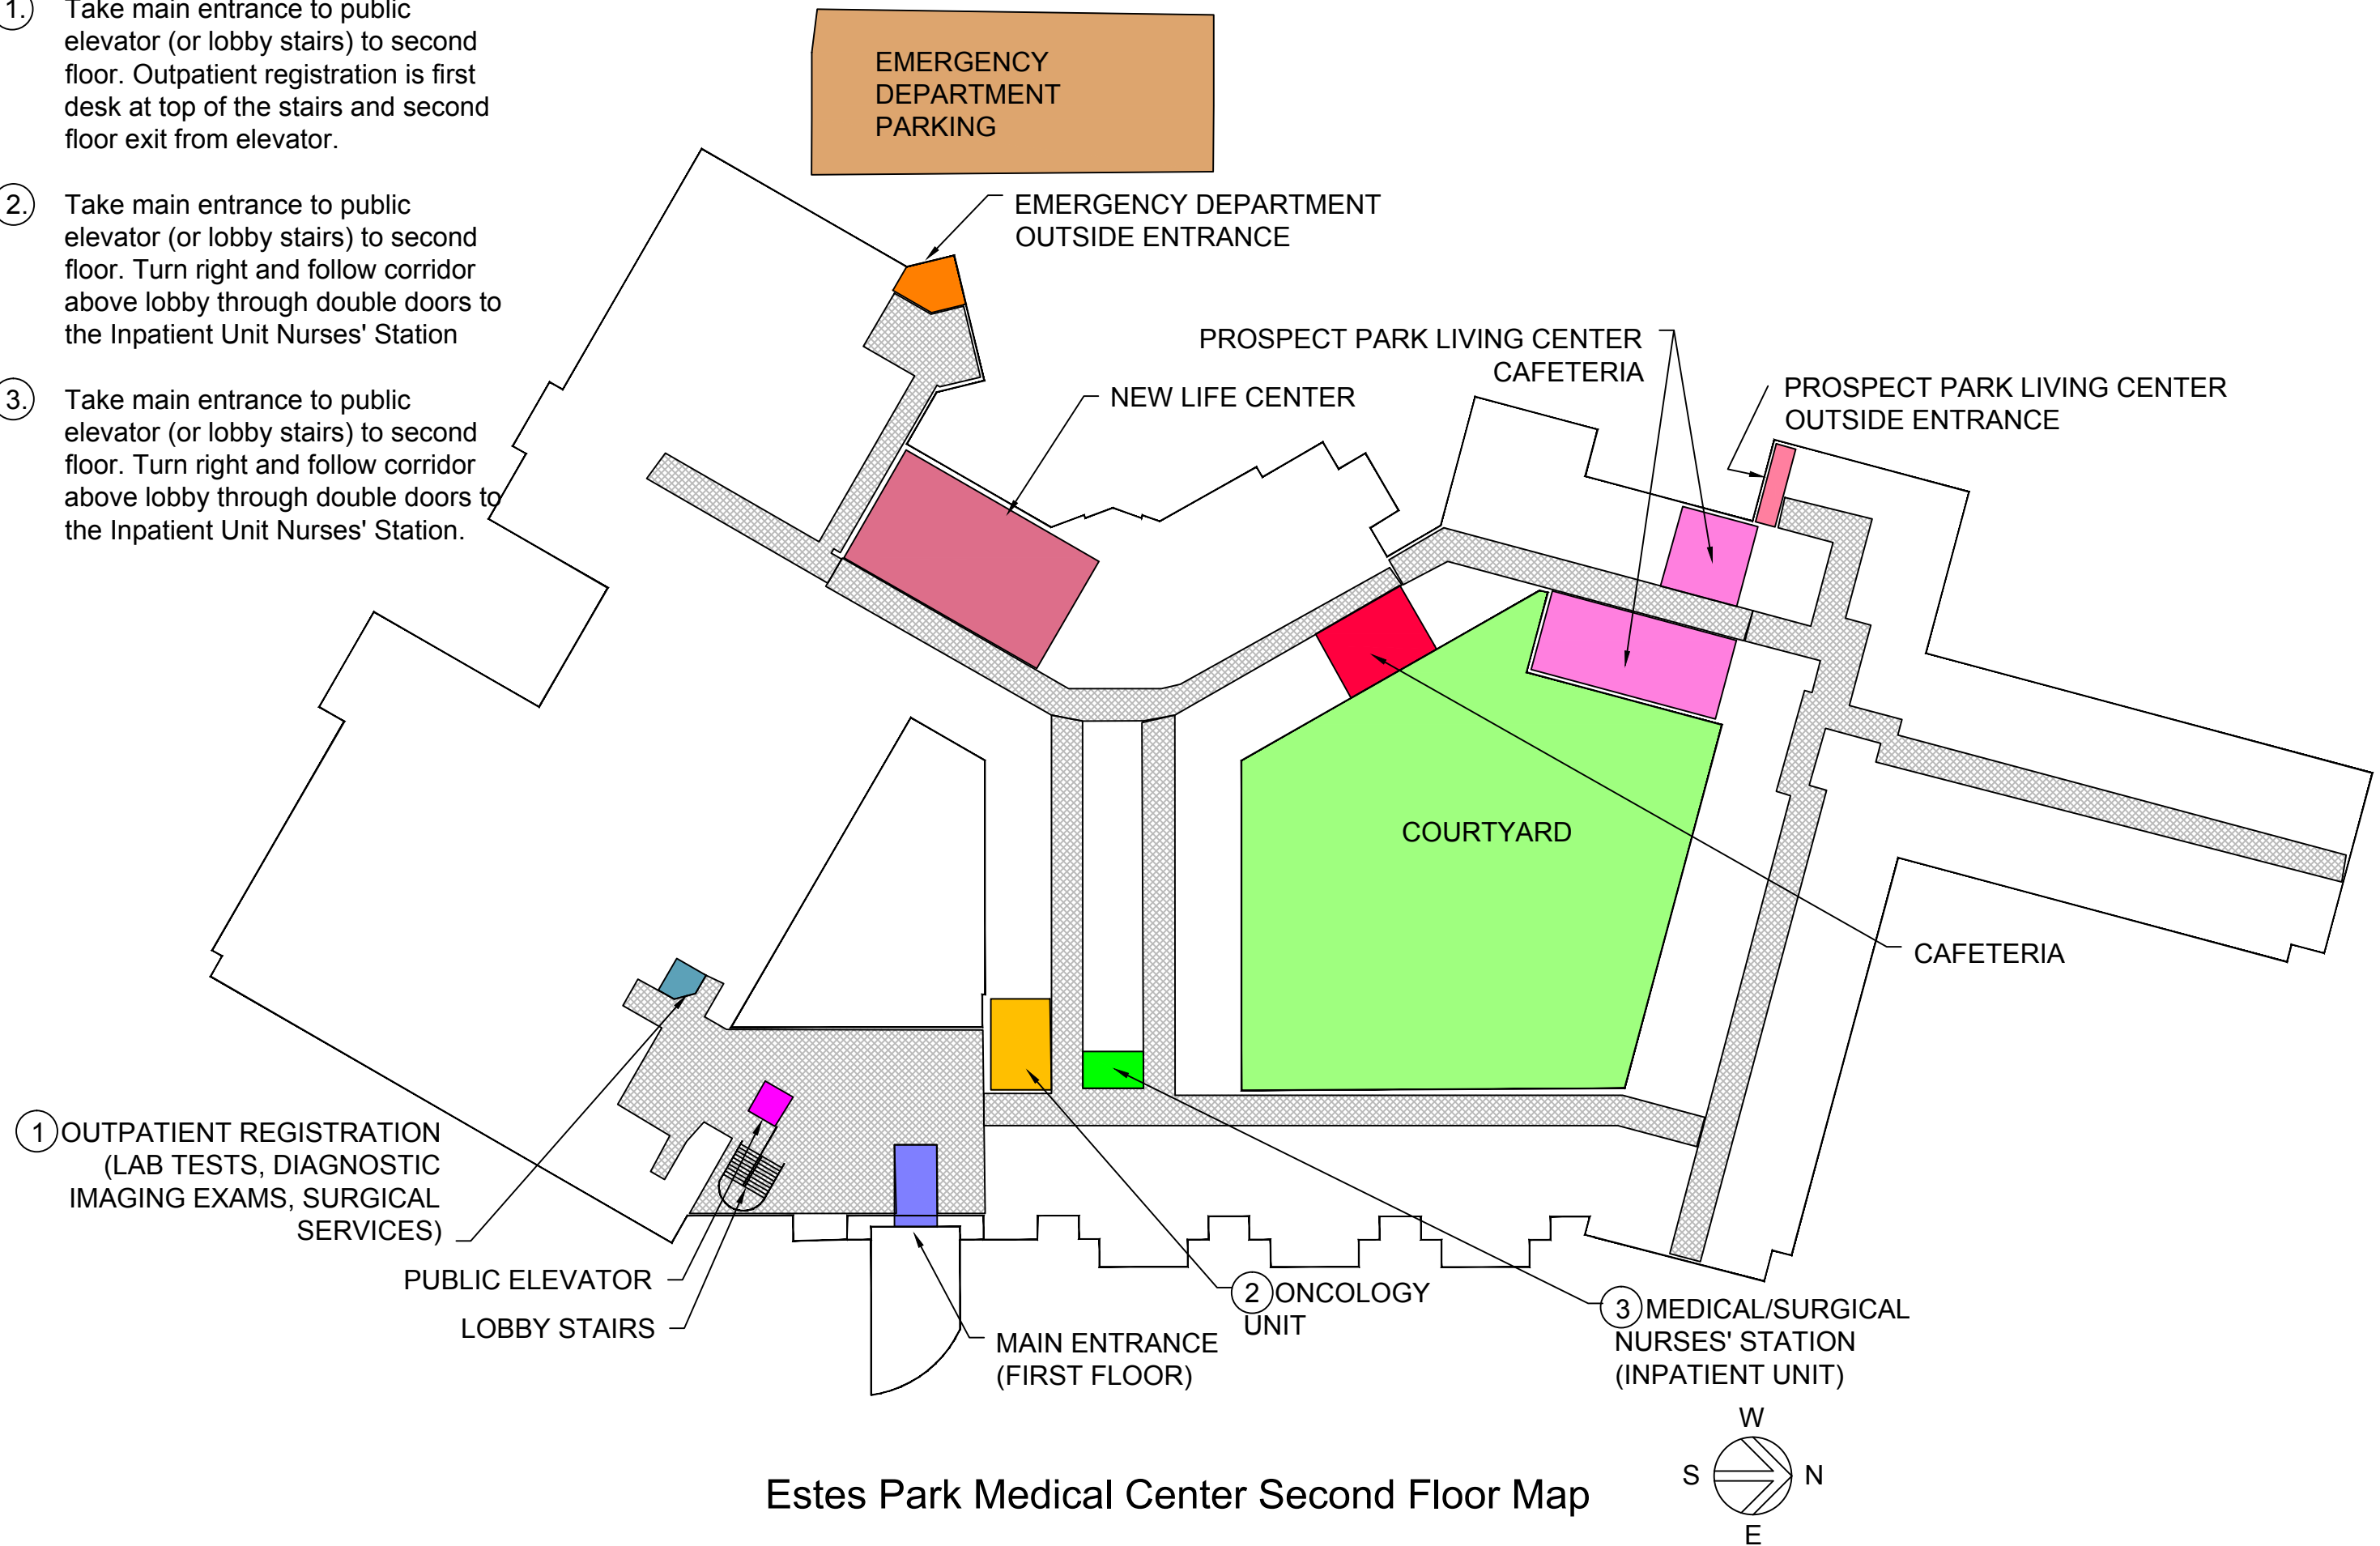 1. Take main entrance to public
elevator (or lobby stairs) to second
floor. Outpatient registration is first
desk at top of the stairs and second
floor exit from elevator.
2. Take main entrance to public
elevator (or lobby stairs) to second
floor. Turn right and follow corridor
above lobby through double doors to
the Inpatient Unit Nurses' Station
3. Take main entrance to public
elevator (or lobby stairs) to second
floor. Turn right and follow corridor
above lobby through double doors to
the Inpatient Unit Nurses' Station.
EMERGENCY
DEPARTMENT
PARKING
EMERGENCY DEPARTMENT
OUTSIDE ENTRANCE
PROSPECT PARK LIVING CENTER
CAFETERIA
NEW LIFE CENTER
PROSPECT PARK LIVING CENTER
OUTSIDE ENTRANCE
COURTYARD
CAFETERIA
1 OUTPATIENT REGISTRATION
(LAB TESTS, DIAGNOSTIC
IMAGING EXAMS, SURGICAL
SERVICES)
PUBLIC ELEVATOR
LOBBY STAIRS
MAIN ENTRANCE
(FIRST FLOOR)
2 ONCOLOGY
UNIT
3 MEDICAL/SURGICAL
NURSES' STATION
(INPATIENT UNIT)
W
S N
E
Estes Park Medical Center Second Floor Map